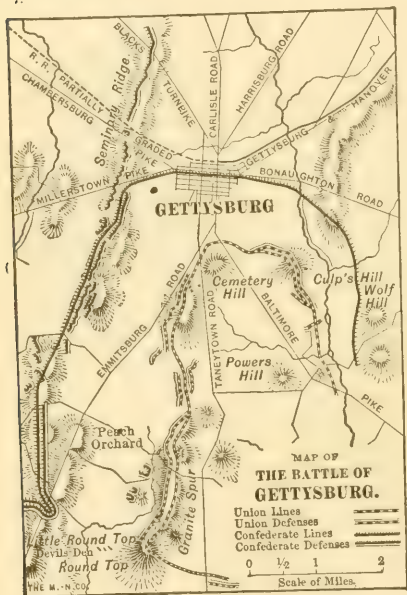 BLACKS
TURNPIKE
CARLISLE ROAD
HARRISBURG ROAD
R. R. PARTIALLY
GRADED
CHAMBERSBURG
PIKE
Seminary Ridge
GETTYSBURG & HANOVER
MILLERSTOWN PIKE
BONAUGHTON ROAD
GETTYSBURG
Cemetery
Hill
Culp's Hill
Wolf
Hill
EMMITSBURG ROAD
TANEYTOWN ROAD
BALTIMORE
PIKE
Powers
Hill
Peach
Orchard
Granite Spur
Little Round Top
Devils Den
Round Top
MAP OF
THE BATTLE OF
GETTYSBURG.
Union Lines
Union Defenses
Confederate Lines
Confederate Defenses
0 ½ 1 2
Scale of Miles.
THE M.-N. CO.